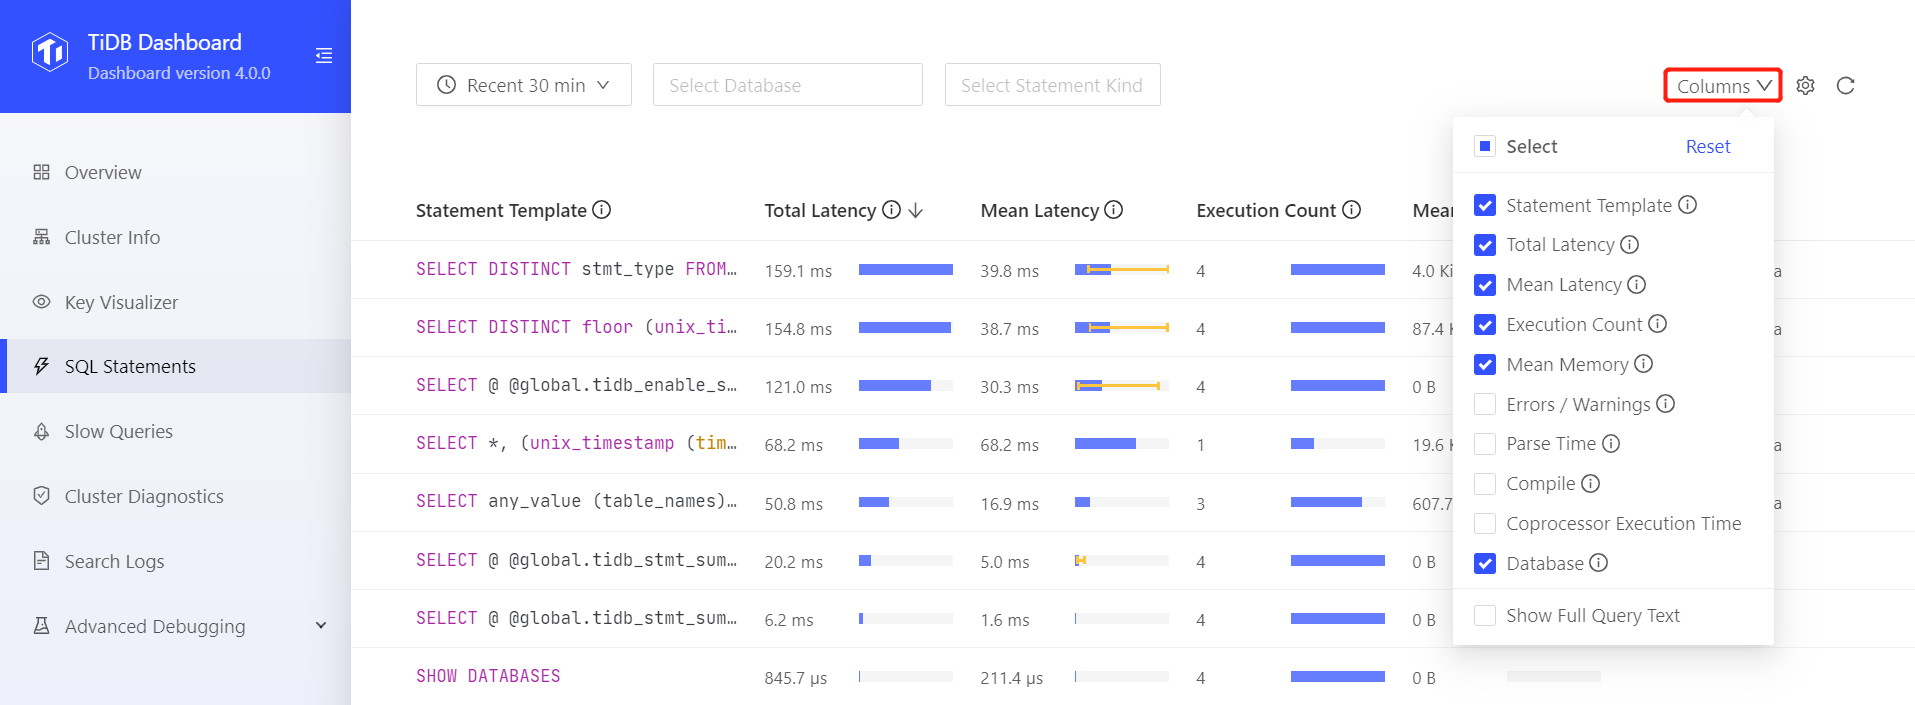 TiDB Dashboard
Dashboard version 4.0.0
Overview
Cluster Info
Key Visualizer
SQL Statements
Slow Queries
Cluster Diagnostics
Search Logs
Advanced Debugging
Recent 30 min
Select Database
Select Statement Kind
Columns
Statement Template
Total Latency
Mean Latency
Execution Count
Mea
SELECT DISTINCT stmt_type FROM… 159.1 ms 39.8 ms 4 4.0 Ki a
SELECT DISTINCT floor (unix_ti… 154.8 ms 38.7 ms 4 87.4 K a
SELECT @ @global.tidb_enable_s… 121.0 ms 30.3 ms 4 0 B
SELECT *, (unix_timestamp (tim… 68.2 ms 68.2 ms 1 19.6 K a
SELECT any_value (table_names)… 50.8 ms 16.9 ms 3 607.7 a
SELECT @ @global.tidb_stmt_sum… 20.2 ms 5.0 ms 4 0 B
SELECT @ @global.tidb_stmt_sum… 6.2 ms 1.6 ms 4 0 B
SHOW DATABASES 845.7 µs 211.4 µs 4 0 B
Select Reset
Statement Template
Total Latency
Mean Latency
Execution Count
Mean Memory
Errors / Warnings
Parse Time
Compile
Coprocessor Execution Time
Database
Show Full Query Text